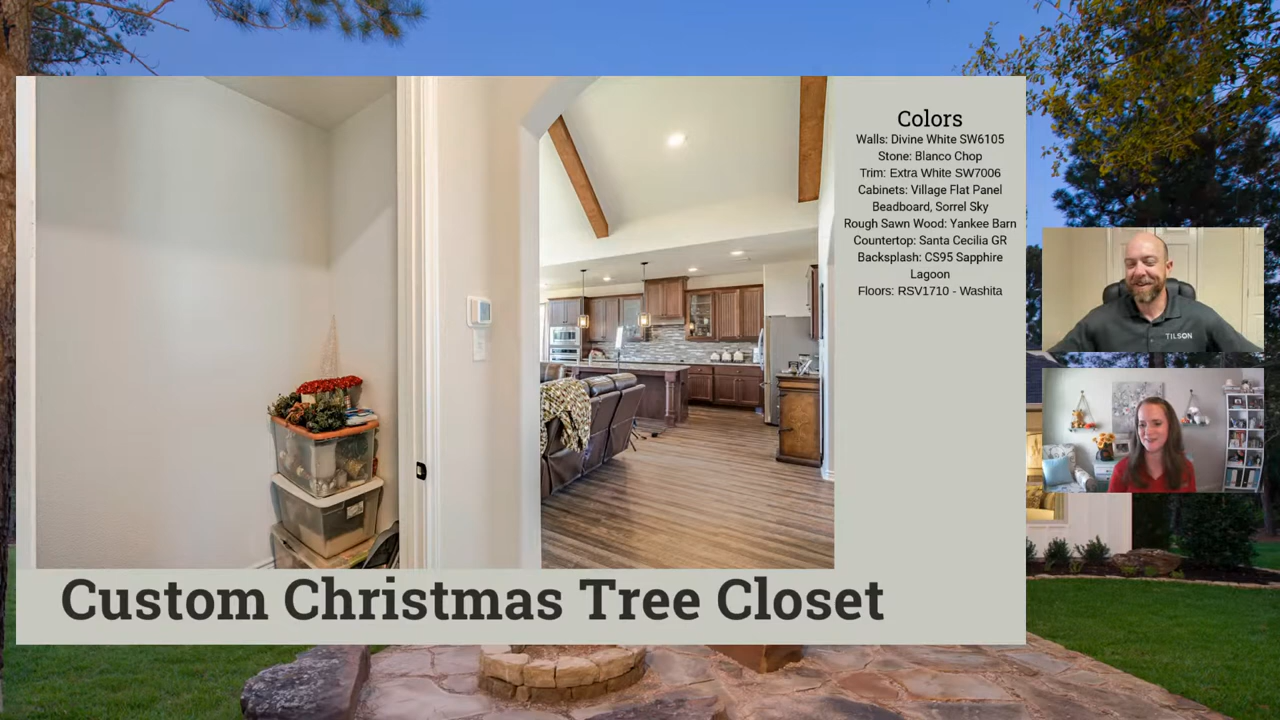 Colors
Walls: Divine White SW6105
Stone: Blanco Chop
Trim: Extra White SW7006
Cabinets: Village Flat Panel
Beadboard, Sorrel Sky
Rough Sawn Wood: Yankee Barn
Countertop: Santa Cecilia GR
Backsplash: CS95 Sapphire
Lagoon
Floors: RSV1710 - Washita
TILSON
Custom Christmas Tree Closet